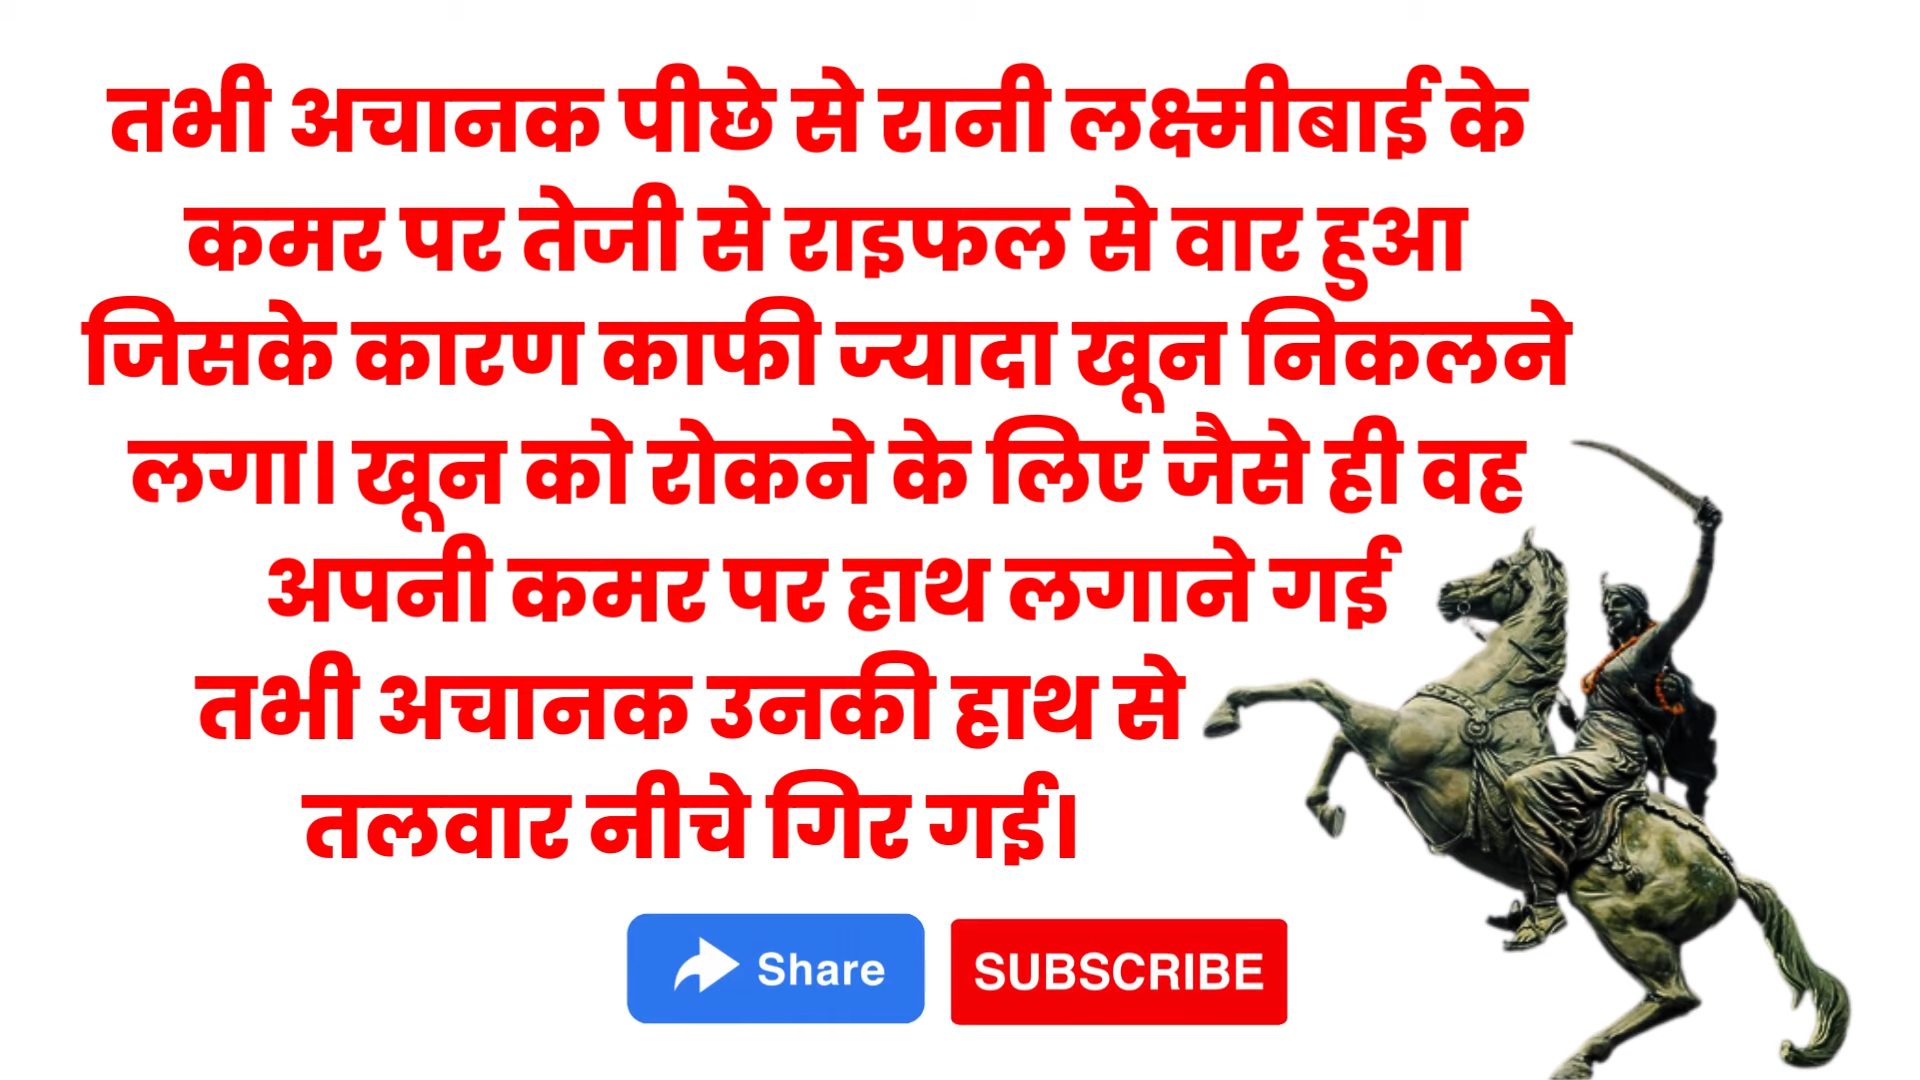 तभी अचानक पीछे से रानी लक्ष्मीबाई के
कमर पर तेजी से राइफल से वार हुआ
जिसके कारण काफी ज्यादा खून निकलने
लगा। खून को रोकने के लिए जैसे ही वह
अपनी कमर पर हाथ लगाने गई
तभी अचानक उनकी हाथ से
तलवार नीचे गिर गई।
Share
SUBSCRIBE